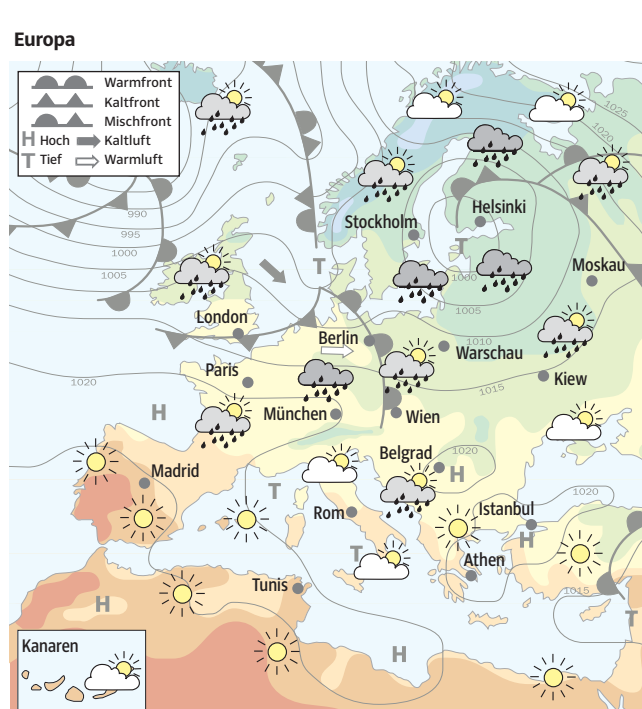 Europa
Warmfront
Kaltfront
Mischfront
H Hoch Kaltluft
T Tief Warmluft
1025
1020
990
995
1000
1005
Stockholm
Helsinki
T
T
1000
Moskau
1005
London
Berlin
1010
Warschau
Paris
1020
1015
Kiew
H
München
Wien
Belgrad
1020
H
Madrid
T
1020
Rom
Istanbul
H
T
Athen
Tunis
1015
H
T
Kanaren
H